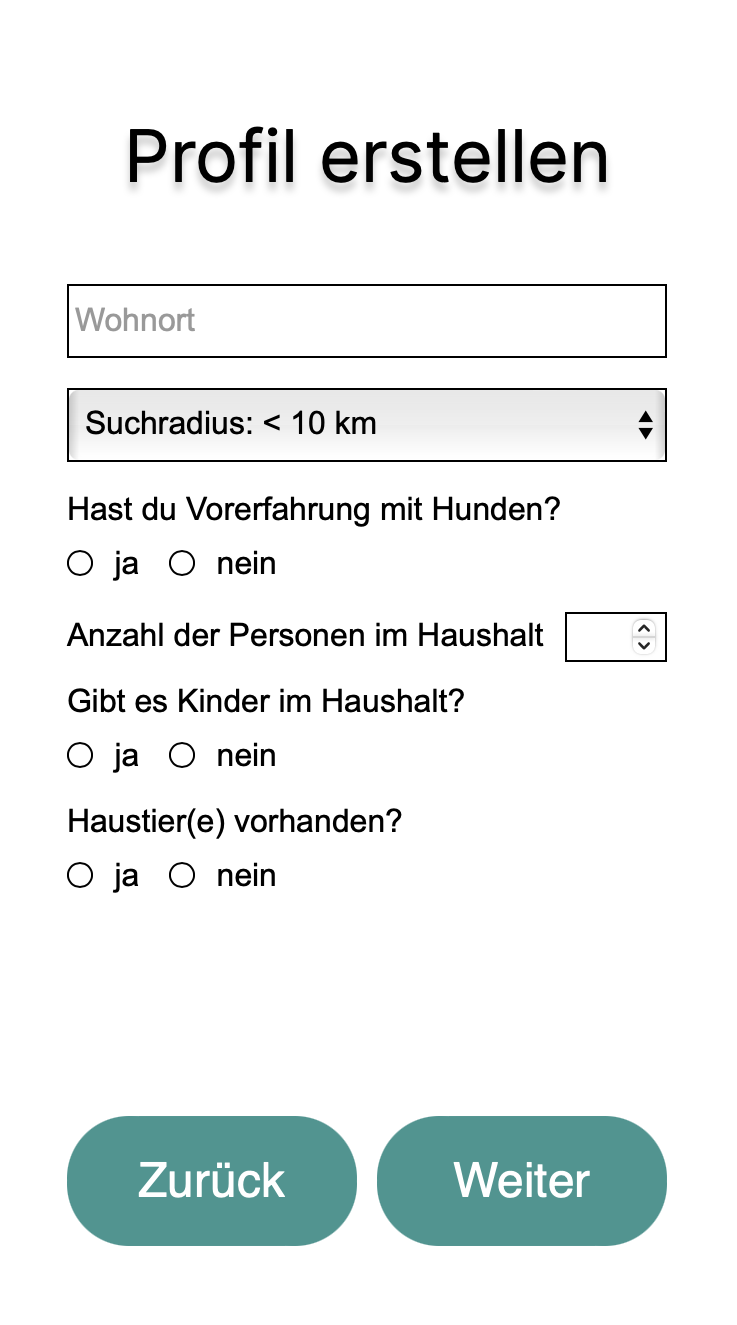 Profil erstellen
Wohnort
Suchradius: < 10 km
Hast du Vorerfahrung mit Hunden?
ja nein
Anzahl der Personen im Haushalt
Gibt es Kinder im Haushalt?
ja nein
Haustier(e) vorhanden?
ja nein
Zurück Weiter